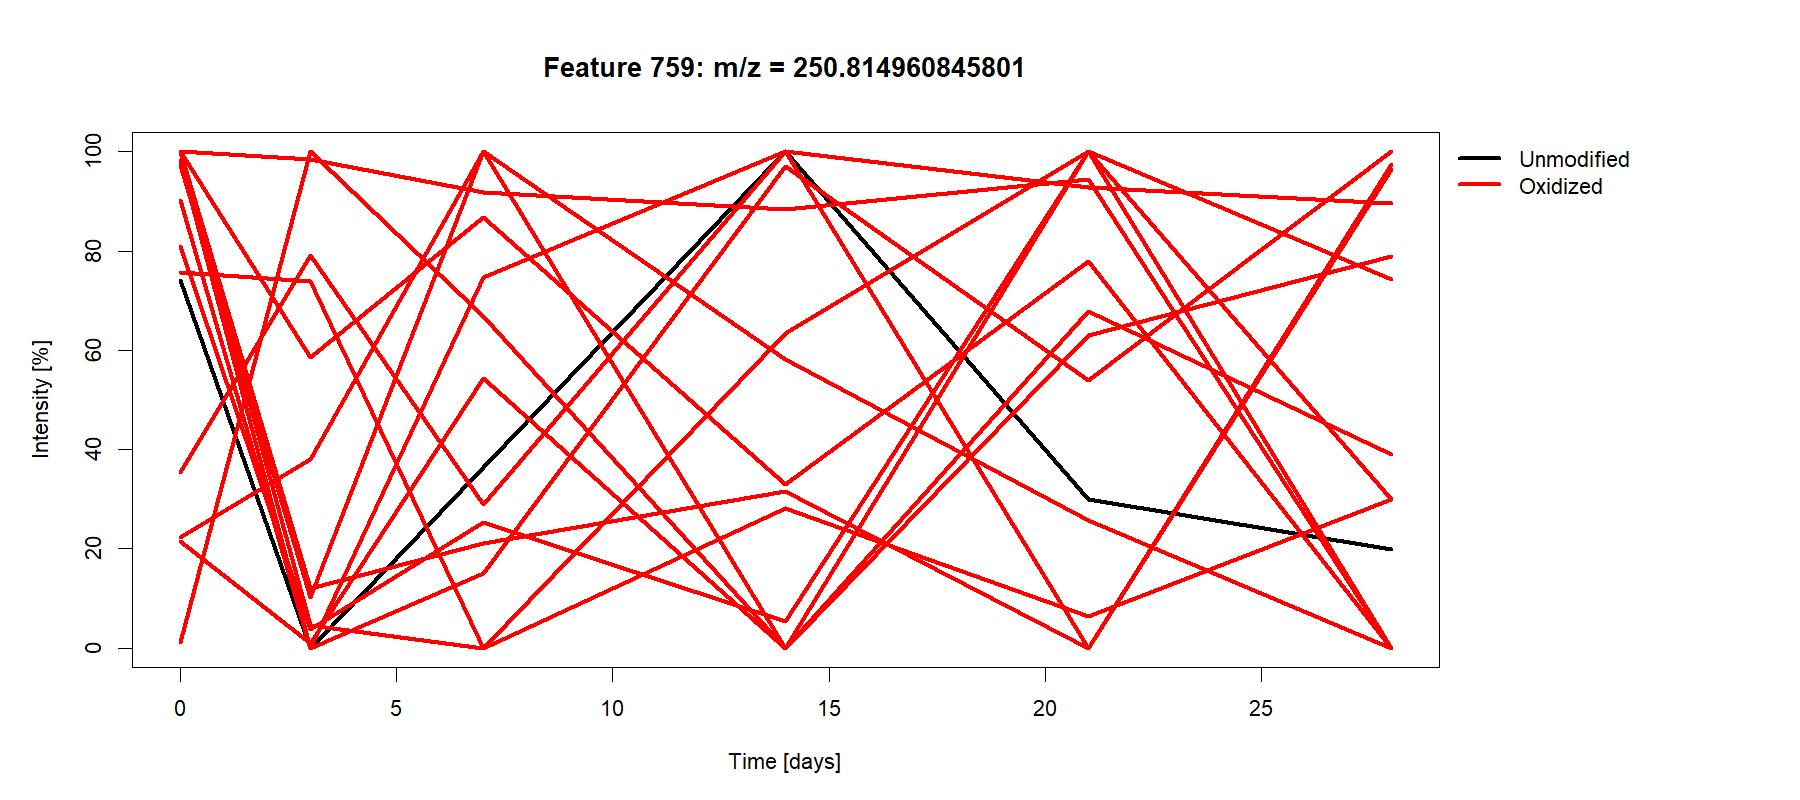 Feature 759: m/z = 250.814960845801
Unmodified
Oxidized
Intensity [%]
100
80
60
40
20
0
0 5 10 15 20 25
Time [days]